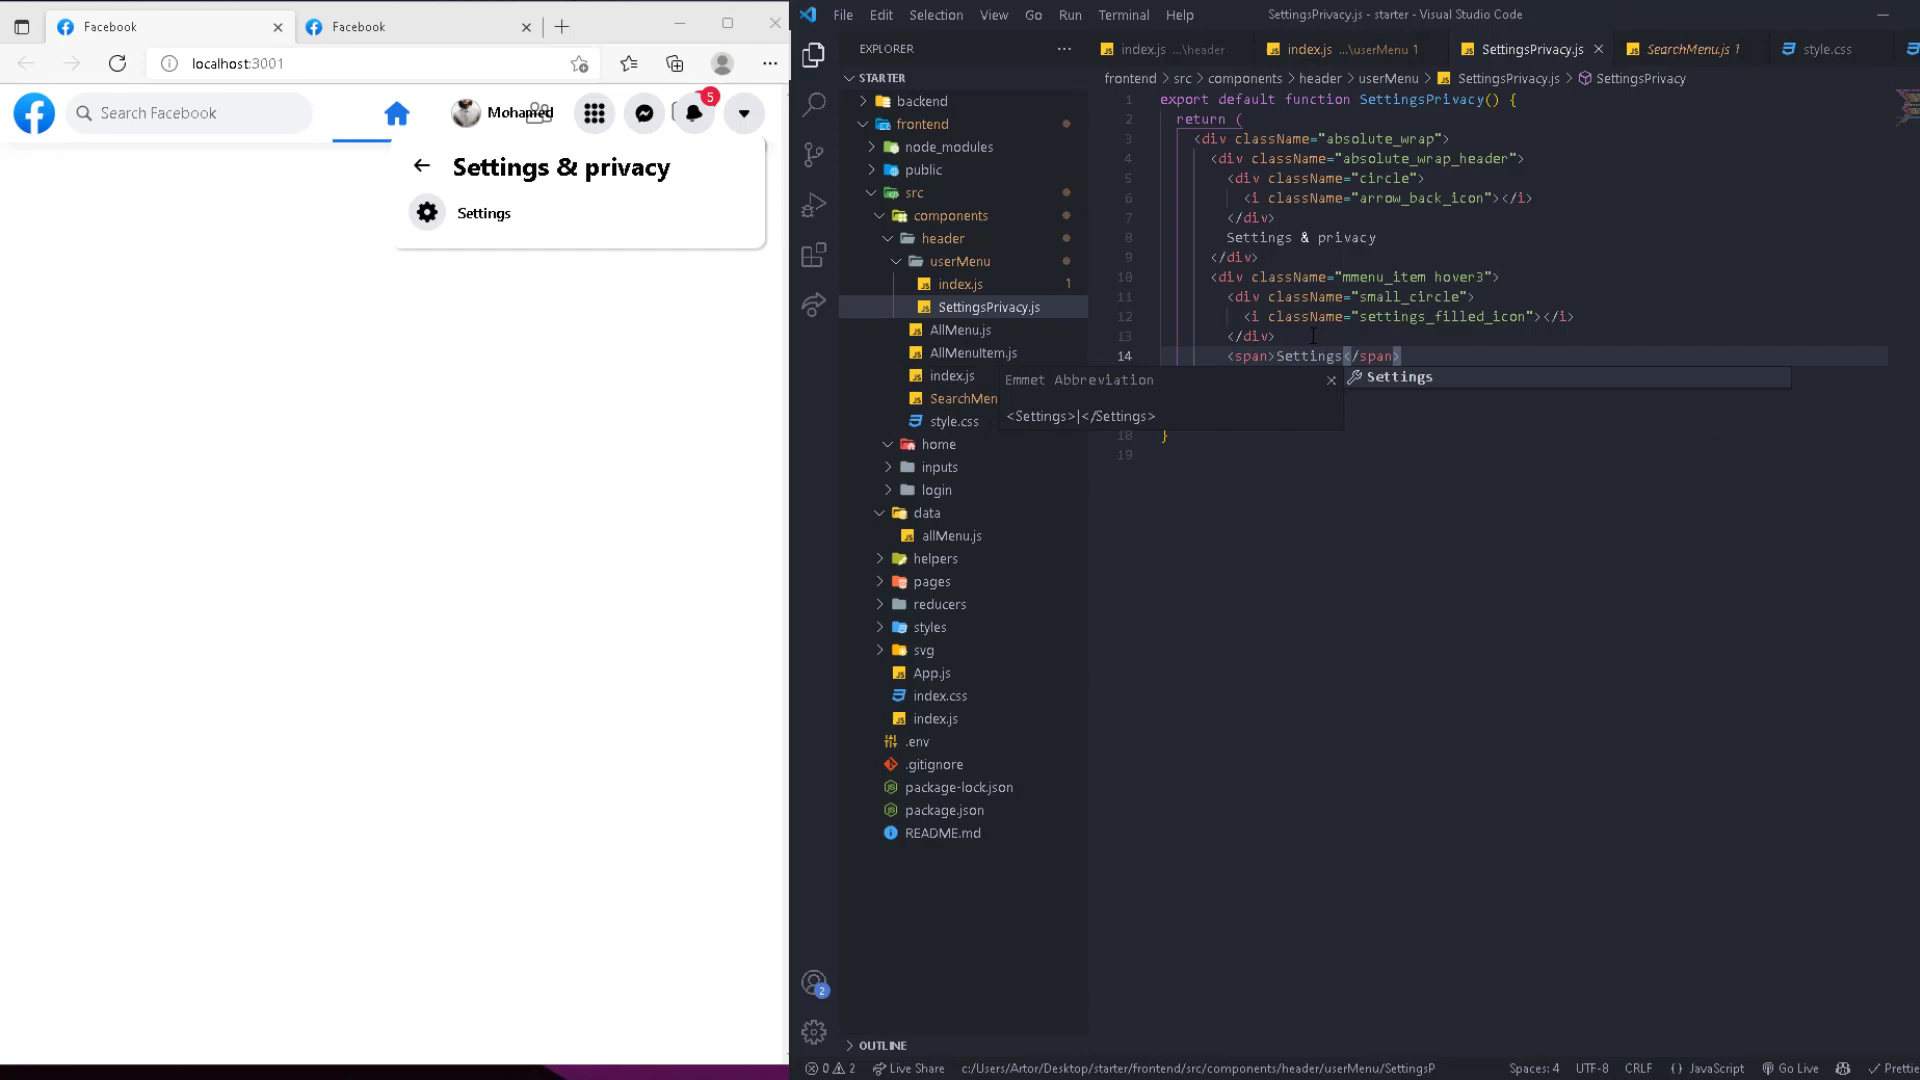 Facebook
Facebook
localhost:3001
Search Facebook
Mohamed
5
Settings & privacy
Settings
File Edit Selection View Go Run Terminal Help
SettingsPrivacy.js - starter - Visual Studio Code
EXPLORER
index.js ...\header
index.js ...\userMenu 1
SettingsPrivacy.js
SearchMenu.js 1
style.css
frontend > src > components > header > userMenu > SettingsPrivacy.js > SettingsPrivacy
STARTER
backend
frontend
node_modules
public
src
components
header
userMenu
index.js 1
SettingsPrivacy.js
AllMenu.js
AllMenuItem.js
index.js
SearchMen
style.css
home
inputs
login
data
allMenu.js
helpers
pages
reducers
styles
svg
App.js
index.css
index.js
.env
.gitignore
package-lock.json
package.json
README.md
OUTLINE
1 export default function SettingsPrivacy() {
2 return (
3 <div className="absolute_wrap">
4 <div className="absolute_wrap_header">
5 <div className="circle">
6 <i className="arrow_back_icon"></i>
7 </div>
8 Settings & privacy
9 </div>
10 <div className="mmenu_item hover3">
11 <div className="small_circle">
12 <i className="settings_filled_icon"></i>
13 </div>
14 <span>Settings</span>
Emmet Abbreviation
<Settings>|</Settings>
Settings
18 }
19
2
0 2 Live Share c:/Users/Artor/Desktop/starter/frontend/src/components/header/userMenu/SettingsP
Spaces: 4 UTF-8 CRLF {} JavaScript Go Live Prettie